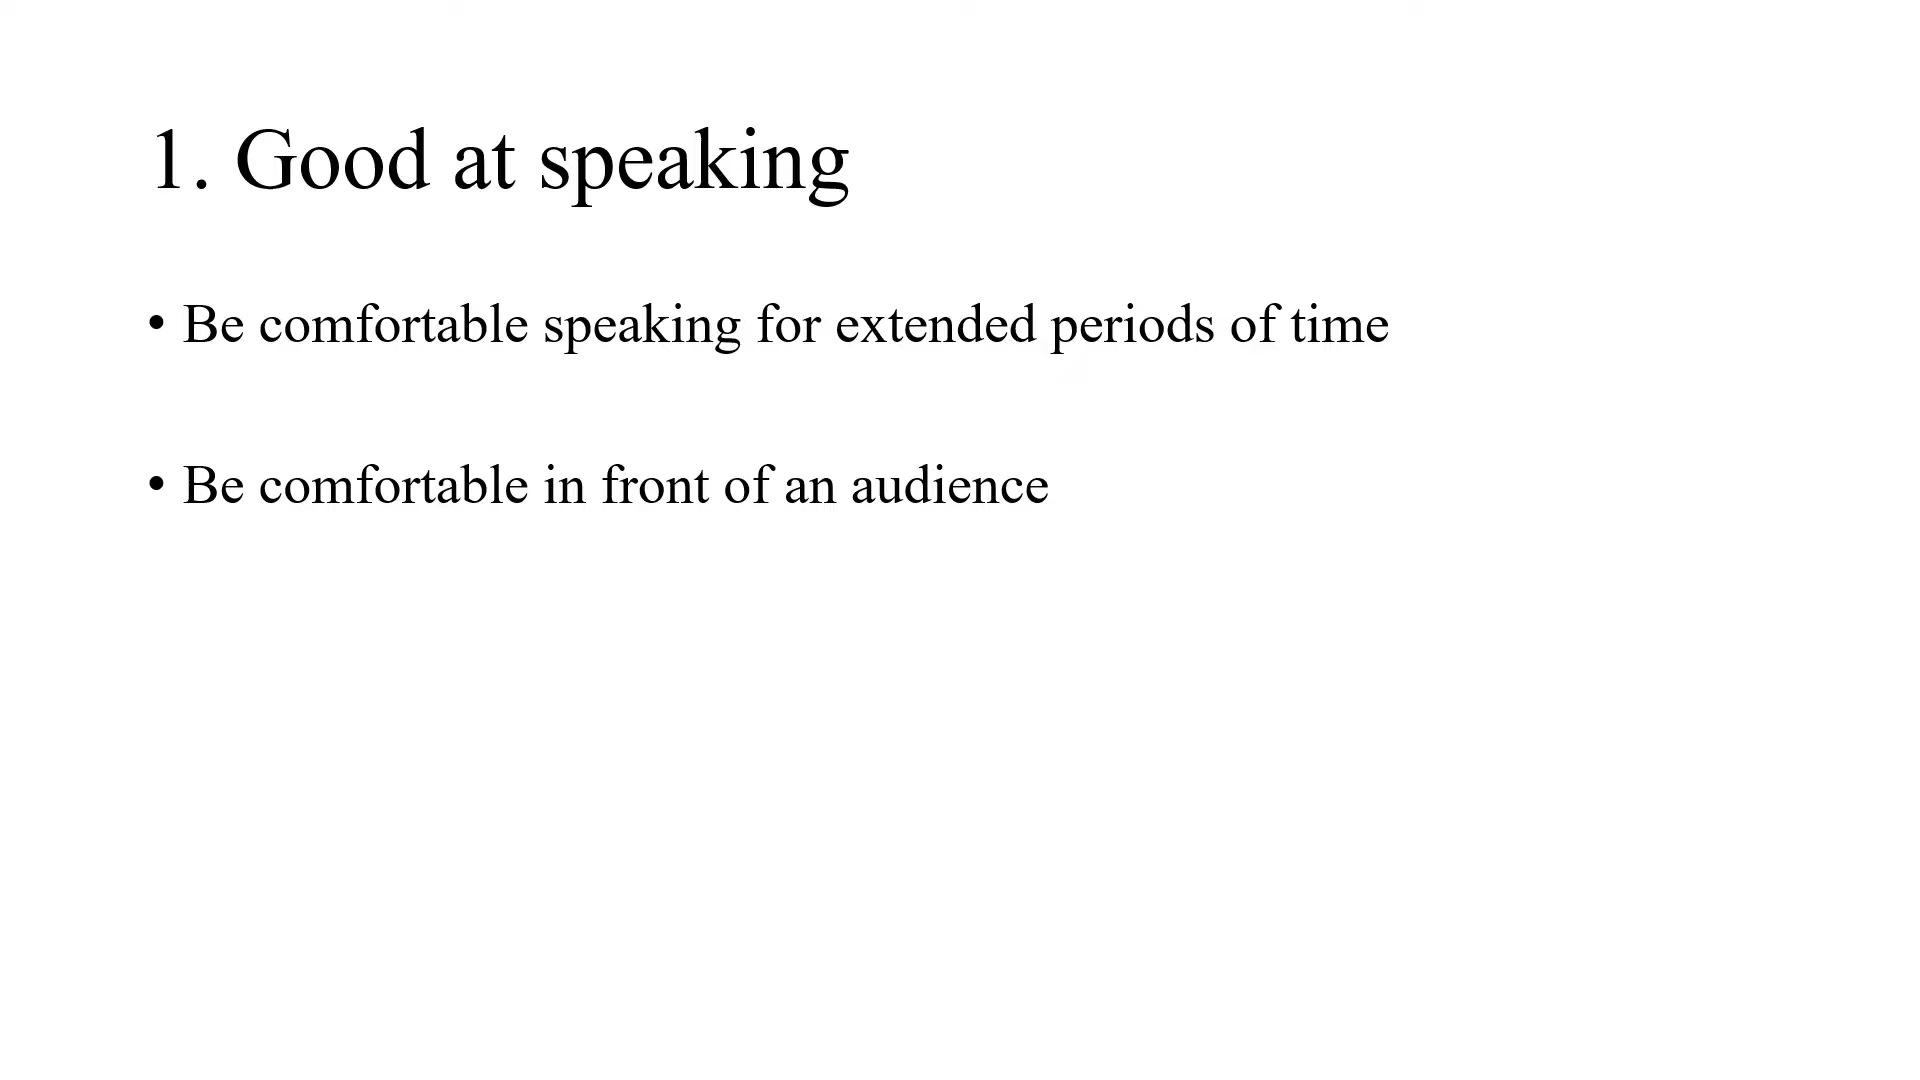 1. Good at speaking
• Be comfortable speaking for extended periods of time
• Be comfortable in front of an audience